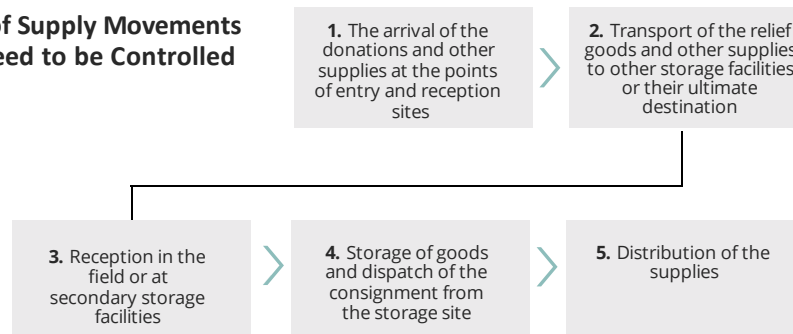 of Supply Movements
eed to be Controlled
1. The arrival of the
donations and other
supplies at the points
of entry and reception
sites
2. Transport of the relief
goods and other supplies
to other storage facilities
or their ultimate
destination
3. Reception in the
field or at
secondary storage
facilities
4. Storage of goods
and dispatch of the
consignment from
the storage site
5. Distribution of the
supplies